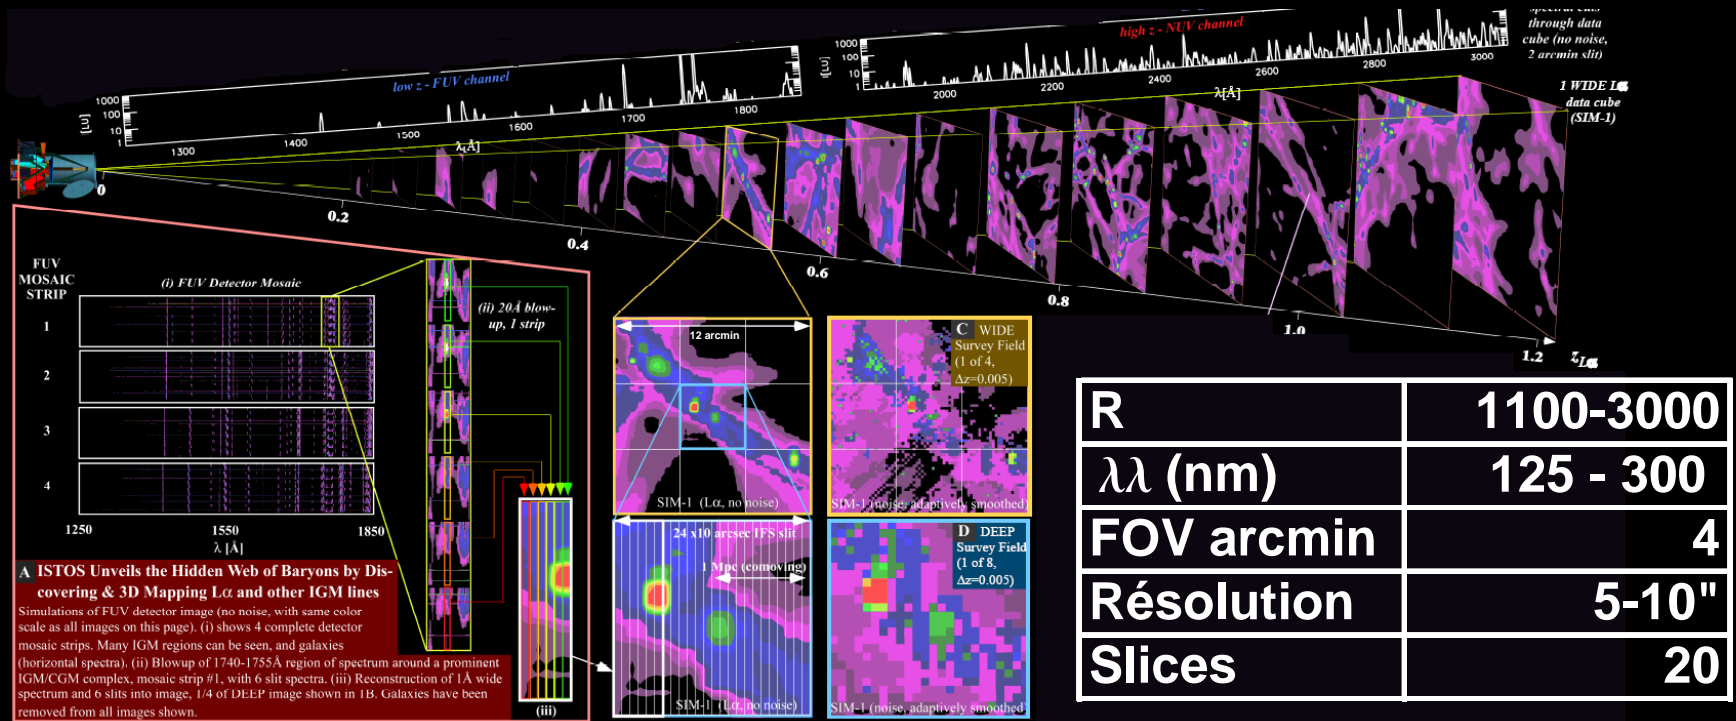 through data
cube (no noise,
2 arcmin slit)
high z - NUV channel
low z - FUV channel
1000
100
10
1
[LU]
1300
1400
1500
1600
1700
1800
λ[Å]
1000
100
10
1
[LU]
2000
2200
2400
2600
2800
3000
λ[Å]
1 WIDE Lα
data cube
(SIM-1)
0
0.2
0.4
0.6
0.8
1.0
1.2
zLα
FUV
MOSAIC
STRIP
(i) FUV Detector Mosaic
1
2
3
4
1250
1550
1850
λ [Å]
(ii) 20Å blow-
up, 1 strip
(iii)
A ISTOS Unveils the Hidden Web of Baryons by Dis-
covering & 3D Mapping Lα and other IGM lines
Simulations of FUV detector image (no noise, with same color
scale as all images on this page). (i) shows 4 complete detector
mosaic strips. Many IGM regions can be seen, and galaxies
(horizontal spectra). (ii) Blowup of 1740-1755Å region of spectrum around a prominent
IGM/CGM complex, mosaic strip #1, with 6 slit spectra. (iii) Reconstruction of 1Å wide
spectrum and 6 slits into image, 1/4 of DEEP image shown in 1B. Galaxies have been
removed from all images shown.
12 arcmin
SIM-1 (Lα, no noise)
C WIDE
Survey Field
(1 of 4,
Δz=0.005)
SIM-1 (noise, adaptively smoothed)
24 x10 arcsec IFS slit
1 Mpc (comoving)
SIM-1 (Lα, no noise)
D DEEP
Survey Field
(1 of 8,
Δz=0.005)
SIM-1 (noise, adaptively smoothed)
R 1100-3000
λλ (nm) 125 - 300
FOV arcmin 4
Résolution 5-10"
Slices 20